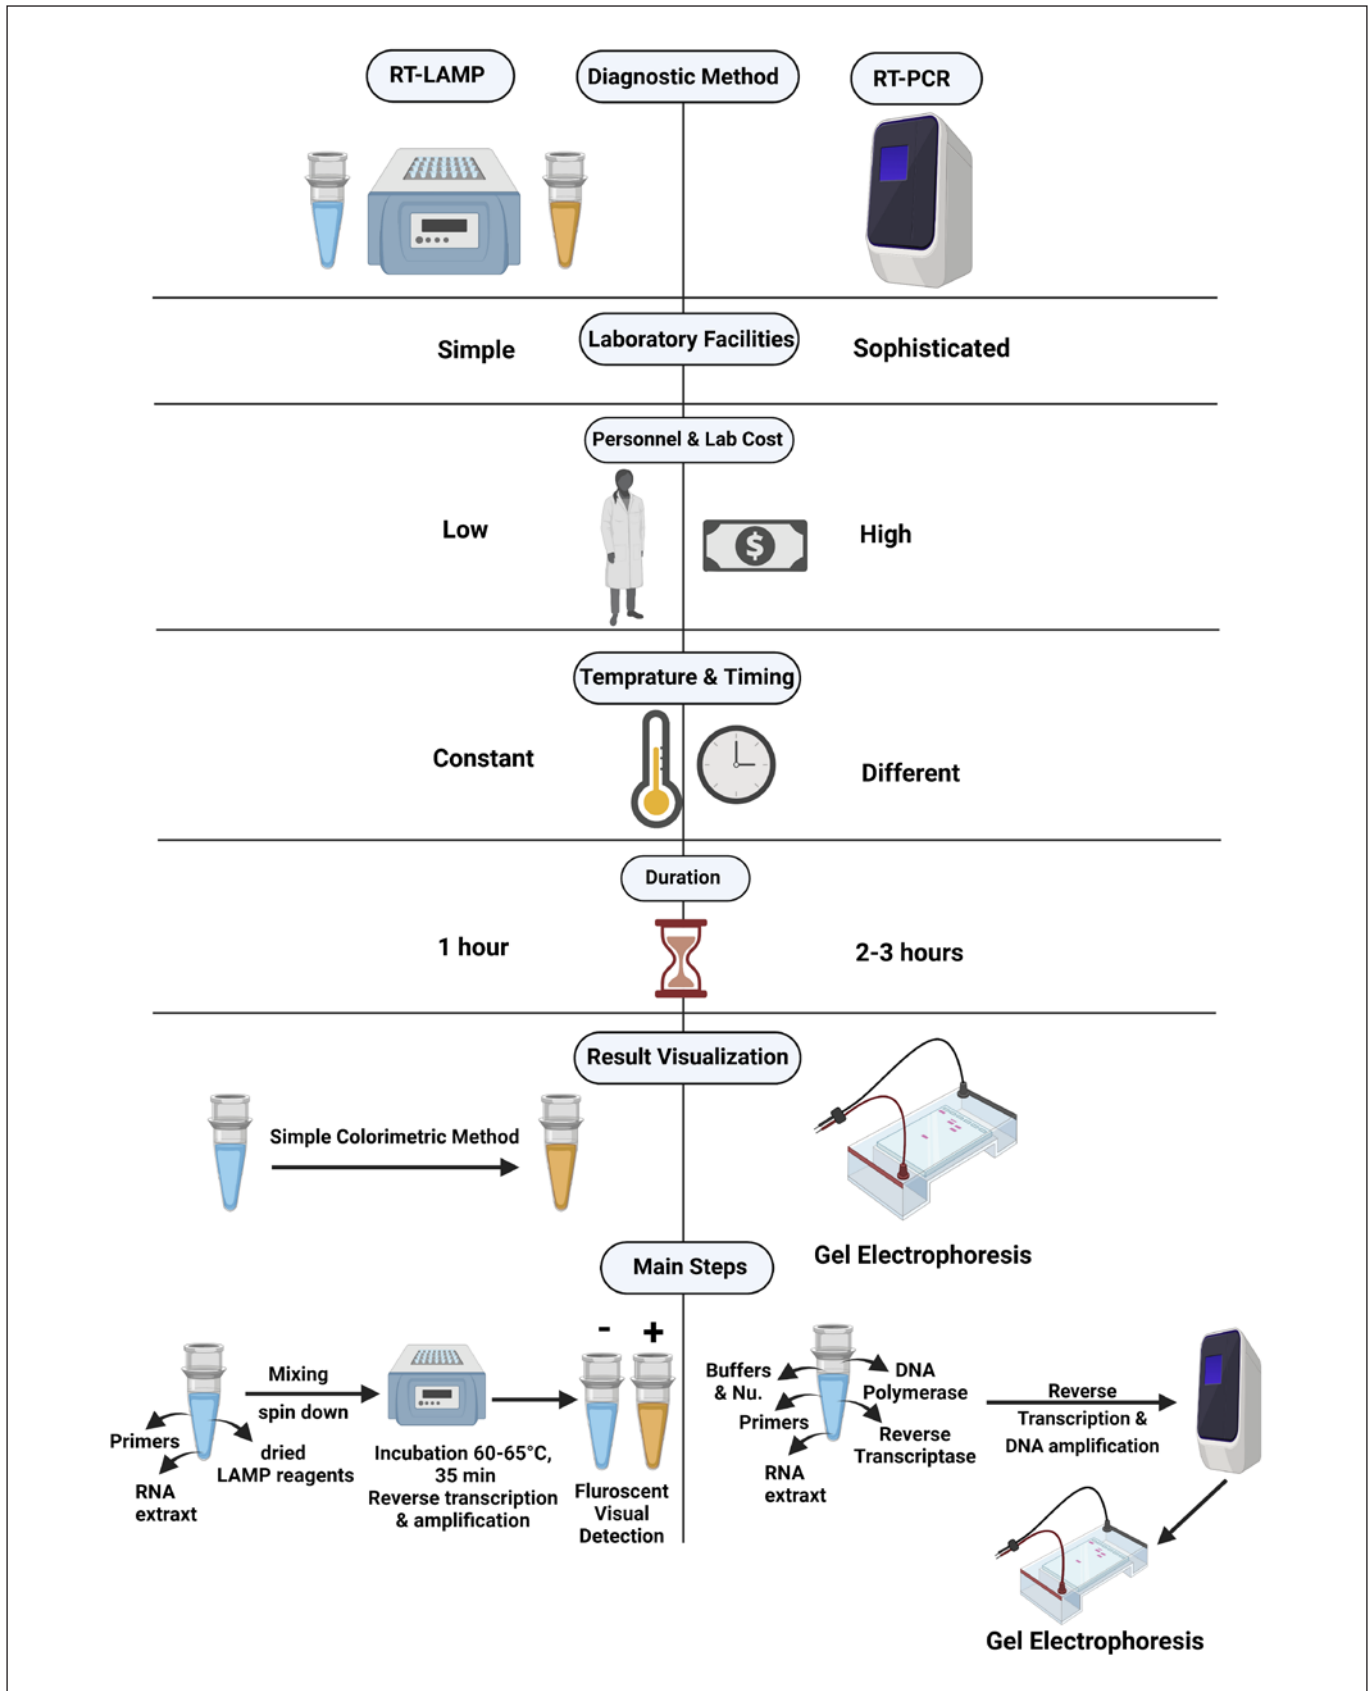 RT-LAMP
Diagnostic Method
RT-PCR
Laboratory Facilities
Simple
Sophisticated
Personnel & Lab Cost
Low
$
High
Temprature & Timing
Constant
Different
Duration
1 hour
2-3 hours
Result Visualization
Simple Colorimetric Method
Gel Electrophoresis
Main Steps
Primers
RNA
extraxt
dried
LAMP reagents
Mixing
spin down
Incubation 60-65°C,
35 min
Reverse transcription
& amplification
- +
Fluroscent
Visual
Detection
Buffers
& Nu.
Primers
RNA
extraxt
DNA
Polymerase
Reverse
Transcriptase
Reverse
Transcription &
DNA amplification
Gel Electrophoresis